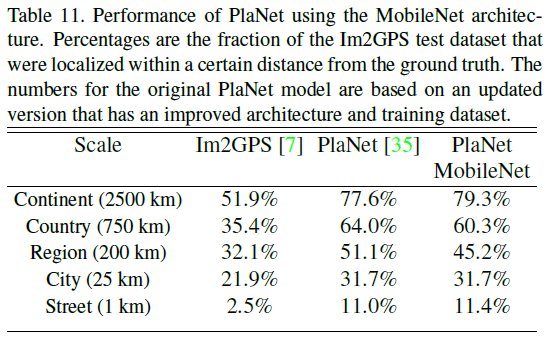 Table 11. Performance of PlaNet using the MobileNet architec-
ture. Percentages are the fraction of the Im2GPS test dataset that
were localized within a certain distance from the ground truth. The
numbers for the original PlaNet model are based on an updated
version that has an improved architecture and training dataset.
Scale Im2GPS [7] PlaNet [35] PlaNet
MobileNet
Continent (2500 km) 51.9% 77.6% 79.3%
Country (750 km) 35.4% 64.0% 60.3%
Region (200 km) 32.1% 51.1% 45.2%
City (25 km) 21.9% 31.7% 31.7%
Street (1 km) 2.5% 11.0% 11.4%